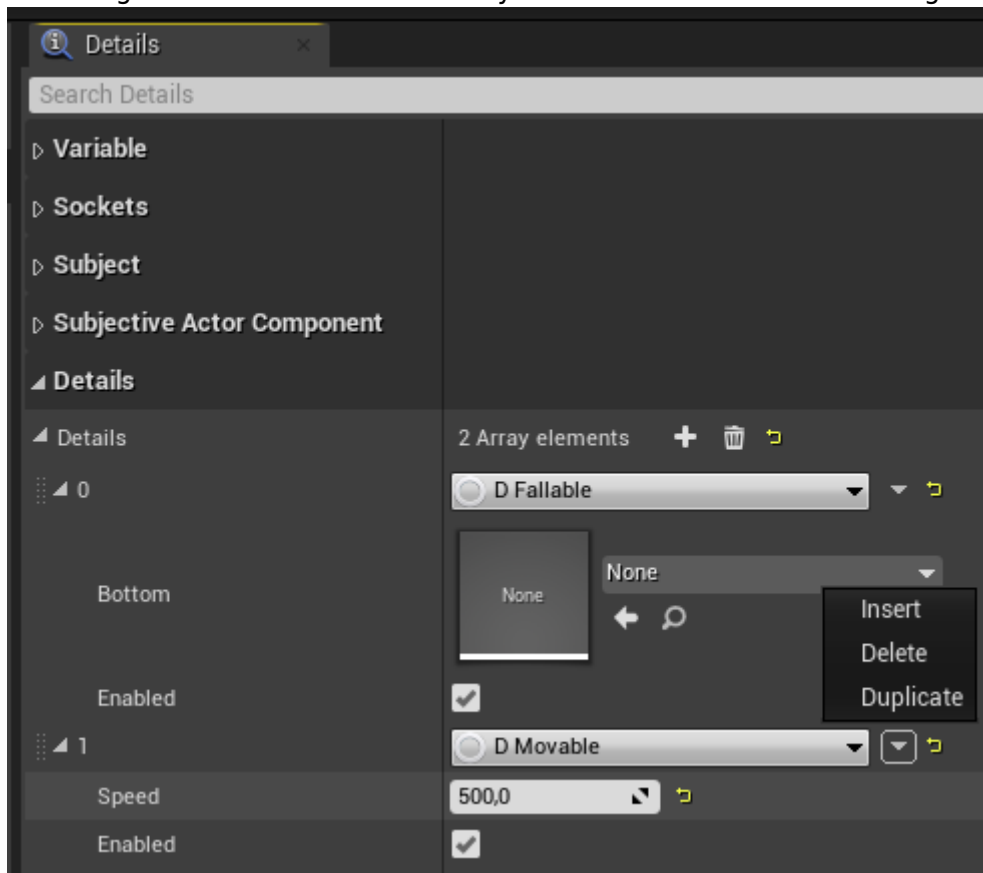 Details
Search Details
Variable
Sockets
Subject
Subjective Actor Component
Details
Details 2 Array elements
0 D Fallable
Bottom None None
Insert
Delete
Duplicate
Enabled
1 D Movable
Speed 500,0
Enabled